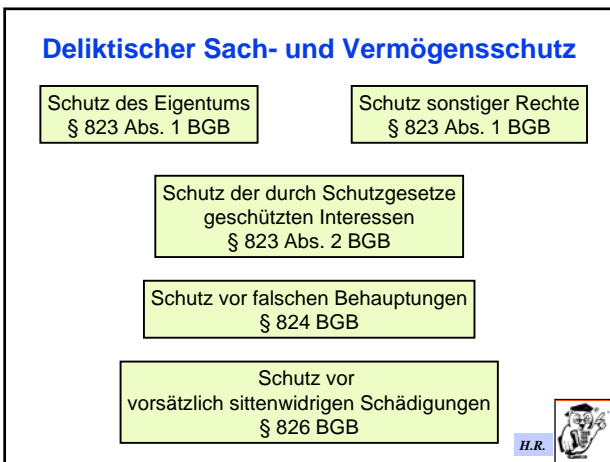 Deliktischer Sach- und Vermögensschutz
Schutz des Eigentums
§ 823 Abs. 1 BGB
Schutz sonstiger Rechte
§ 823 Abs. 1 BGB
Schutz der durch Schutzgesetze
geschützten Interessen
§ 823 Abs. 2 BGB
Schutz vor falschen Behauptungen
§ 824 BGB
Schutz vor
vorsätzlich sittenwidrigen Schädigungen
§ 826 BGB
H.R.